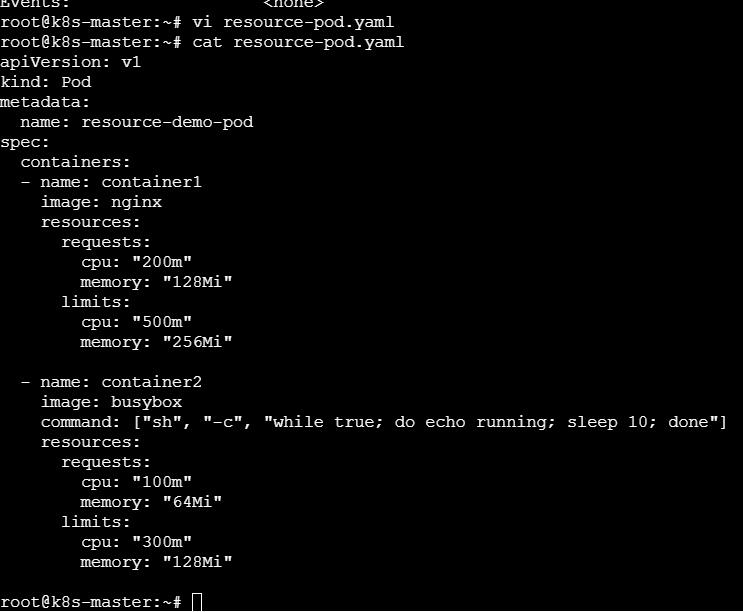 Events:                   <none>
root@k8s-master:~# vi resource-pod.yaml
root@k8s-master:~# cat resource-pod.yaml
apiVersion: v1
kind: Pod
metadata:
  name: resource-demo-pod
spec:
  containers:
  - name: container1
    image: nginx
    resources:
      requests:
        cpu: "200m"
        memory: "128Mi"
      limits:
        cpu: "500m"
        memory: "256Mi"

  - name: container2
    image: busybox
    command: ["sh", "-c", "while true; do echo running; sleep 10; done"]
    resources:
      requests:
        cpu: "100m"
        memory: "64Mi"
      limits:
        cpu: "300m"
        memory: "128Mi"

root@k8s-master:~#